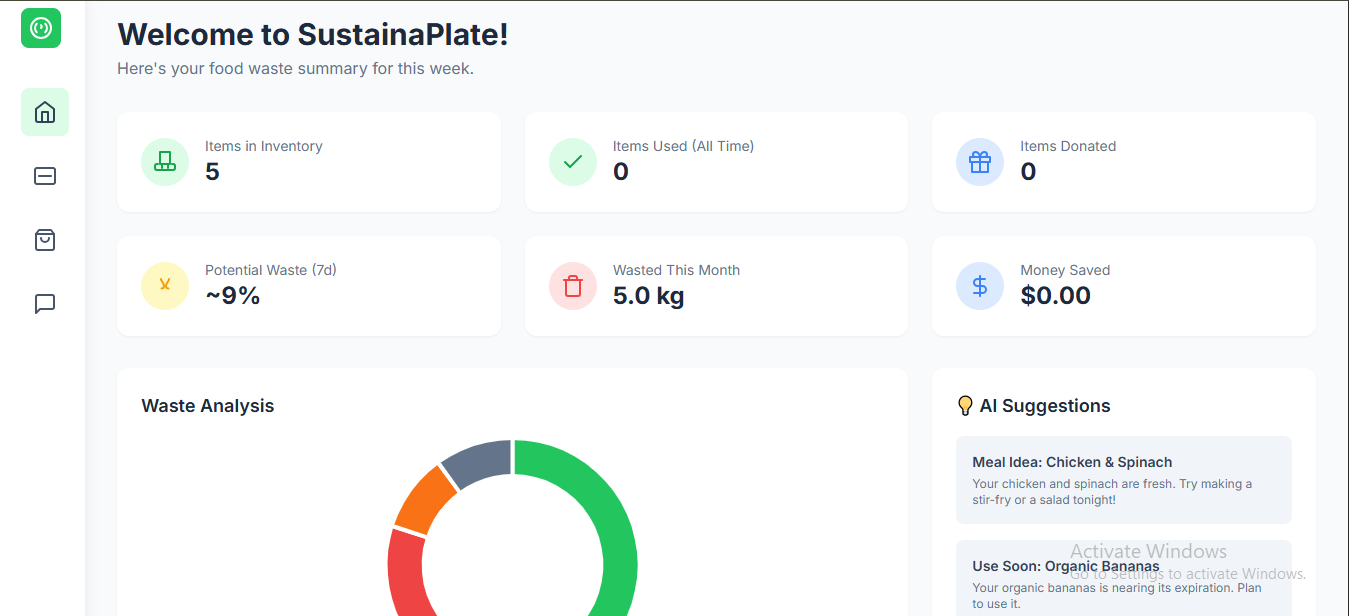 Welcome to SustainaPlate!
Here's your food waste summary for this week.
Items in Inventory
5
Items Used (All Time)
0
Items Donated
0
Potential Waste (7d)
~9%
Wasted This Month
5.0 kg
Money Saved
$0.00
Waste Analysis
AI Suggestions
Meal Idea: Chicken & Spinach
Your chicken and spinach are fresh. Try making a
stir-fry or a salad tonight!
Use Soon: Organic Bananas
Your organic bananas is nearing its expiration. Plan
to use it.
Activate Windows
Go to Settings to activate Windows.